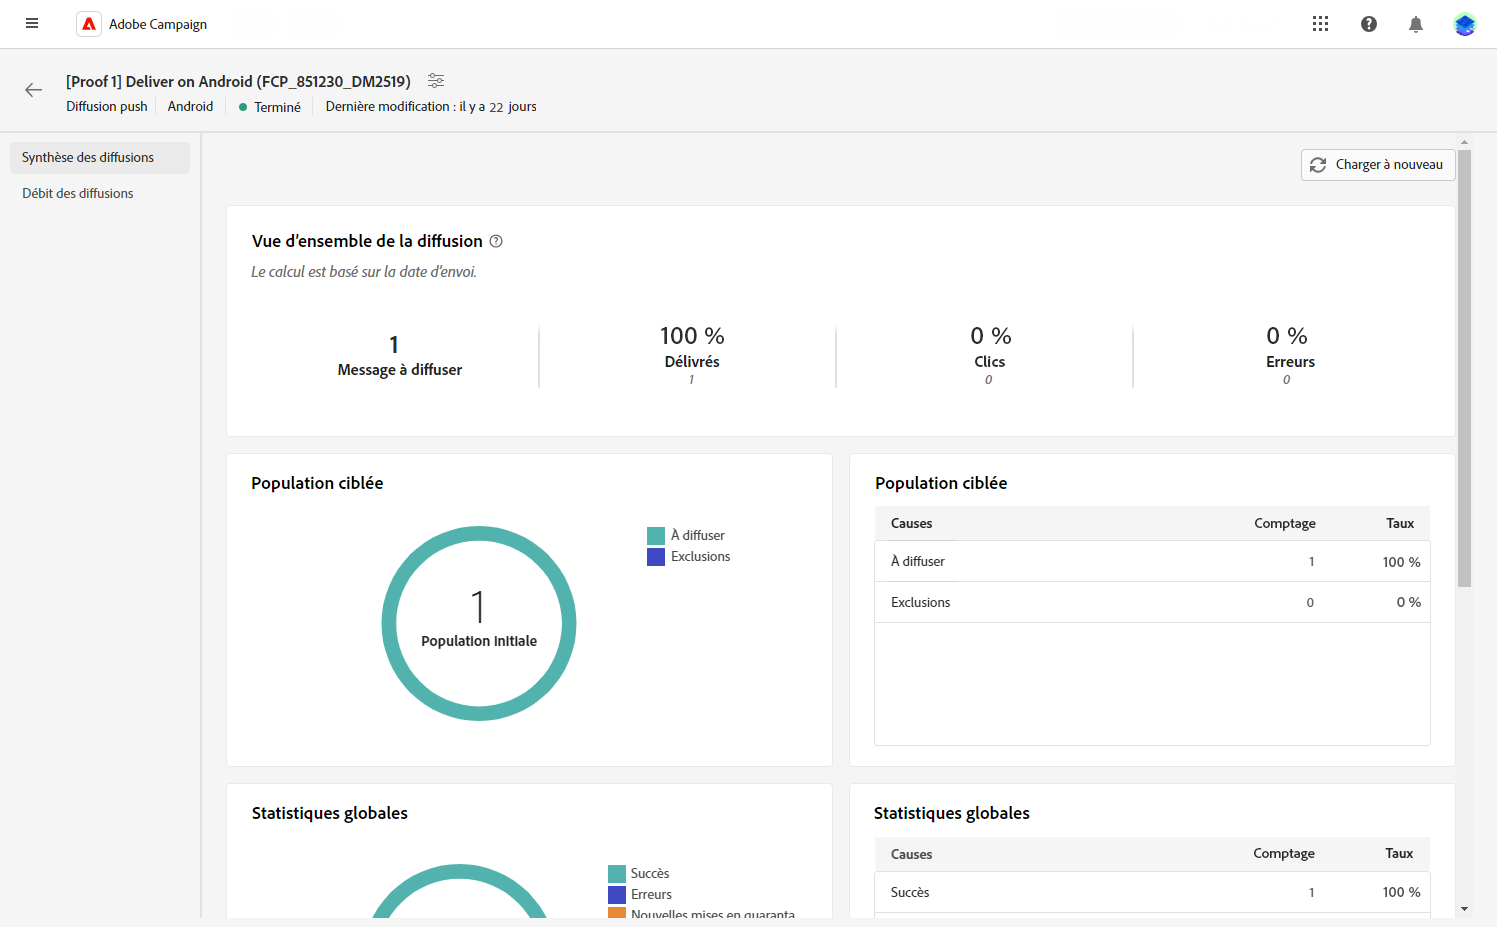 Adobe Campaign
[Proof 1] Deliver on Android (FCP_851230_DM2519)
Diffusion push Android Terminé Dernière modification : il y a 22 jours
Synthèse des diffusions
Débit des diffusions
Charger à nouveau
Vue d'ensemble de la diffusion
Le calcul est basé sur la date d'envoi.
1
Message à diffuser
100 %
Délivrés
1
0 %
Clics
0
0 %
Erreurs
0
Population ciblée
À diffuser
Exclusions
1
Population initiale
Population ciblée
Causes Comptage Taux
À diffuser 1 100 %
Exclusions 0 0 %
Statistiques globales
Succès
Erreurs
Nouvelles mises en quaranta
Statistiques globales
Causes Comptage Taux
Succès 1 100 %